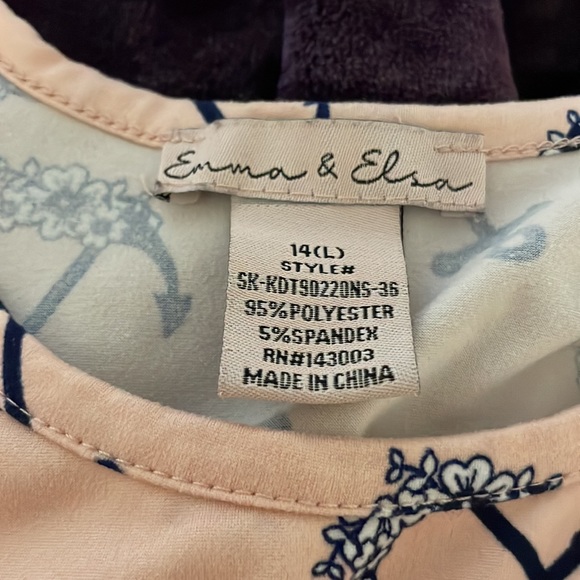 Emma & Elsa
14(L)
STYLE#
SK-KDT90220NS-36
95%POLYESTER
5%SPANDEX
RN#143003
MADE IN CHINA